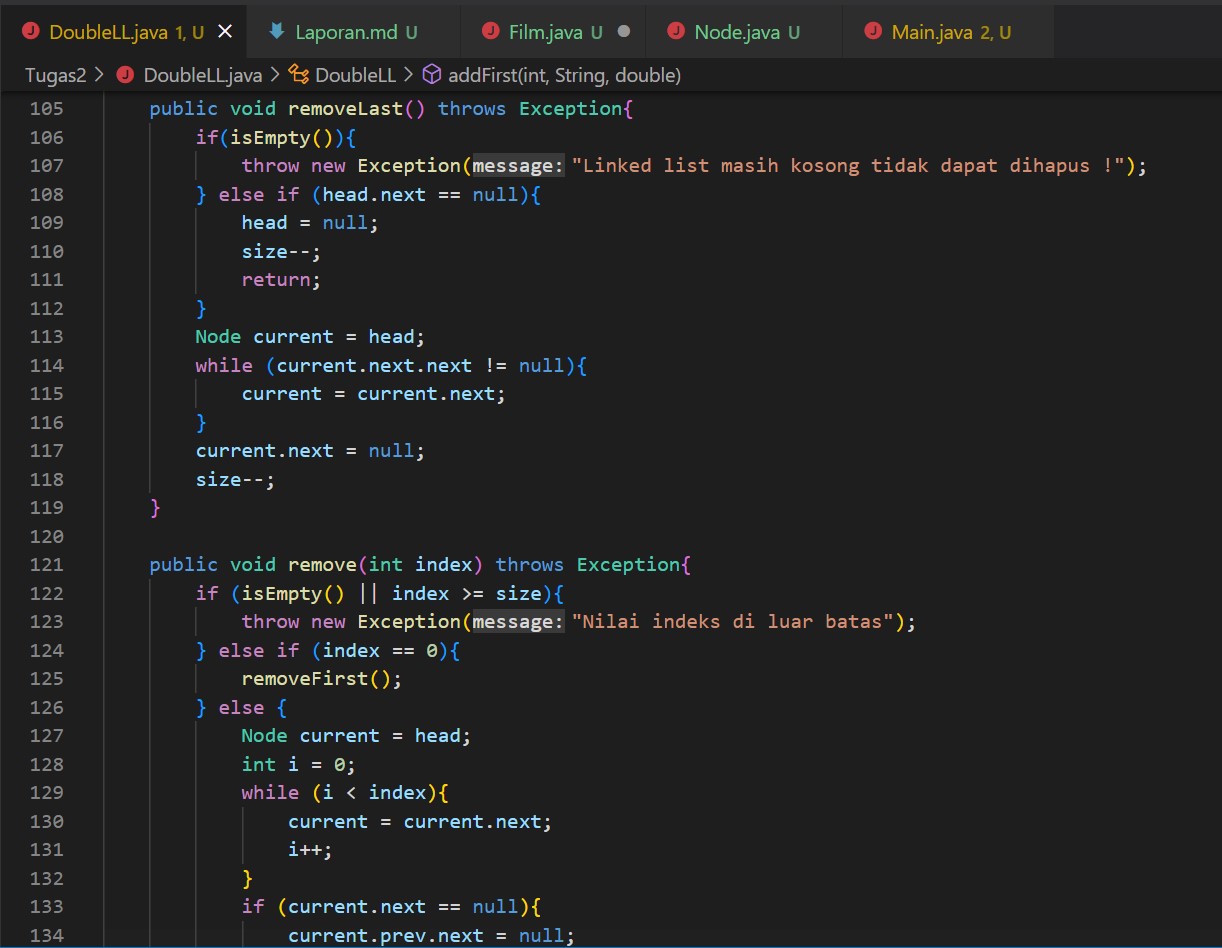 DoubleLL.java 1, U Laporan.md U Film.java U Node.java U Main.java 2, U
Tugas2 > DoubleLL.java > DoubleLL > addFirst(int, String, double)
105 public void removeLast() throws Exception{
106 if(isEmpty()){
107 throw new Exception(message:"Linked list masih kosong tidak dapat dihapus !");
108 } else if (head.next == null){
109 head = null;
110 size--;
111 return;
112 }
113 Node current = head;
114 while (current.next.next != null){
115 current = current.next;
116 }
117 current.next = null;
118 size--;
119 }
120
121 public void remove(int index) throws Exception{
122 if (isEmpty() || index >= size){
123 throw new Exception(message:"Nilai indeks di luar batas");
124 } else if (index == 0){
125 removeFirst();
126 } else {
127 Node current = head;
128 int i = 0;
129 while (i < index){
130 current = current.next;
131 i++;
132 }
133 if (current.next == null){
134 current.prev.next = null;